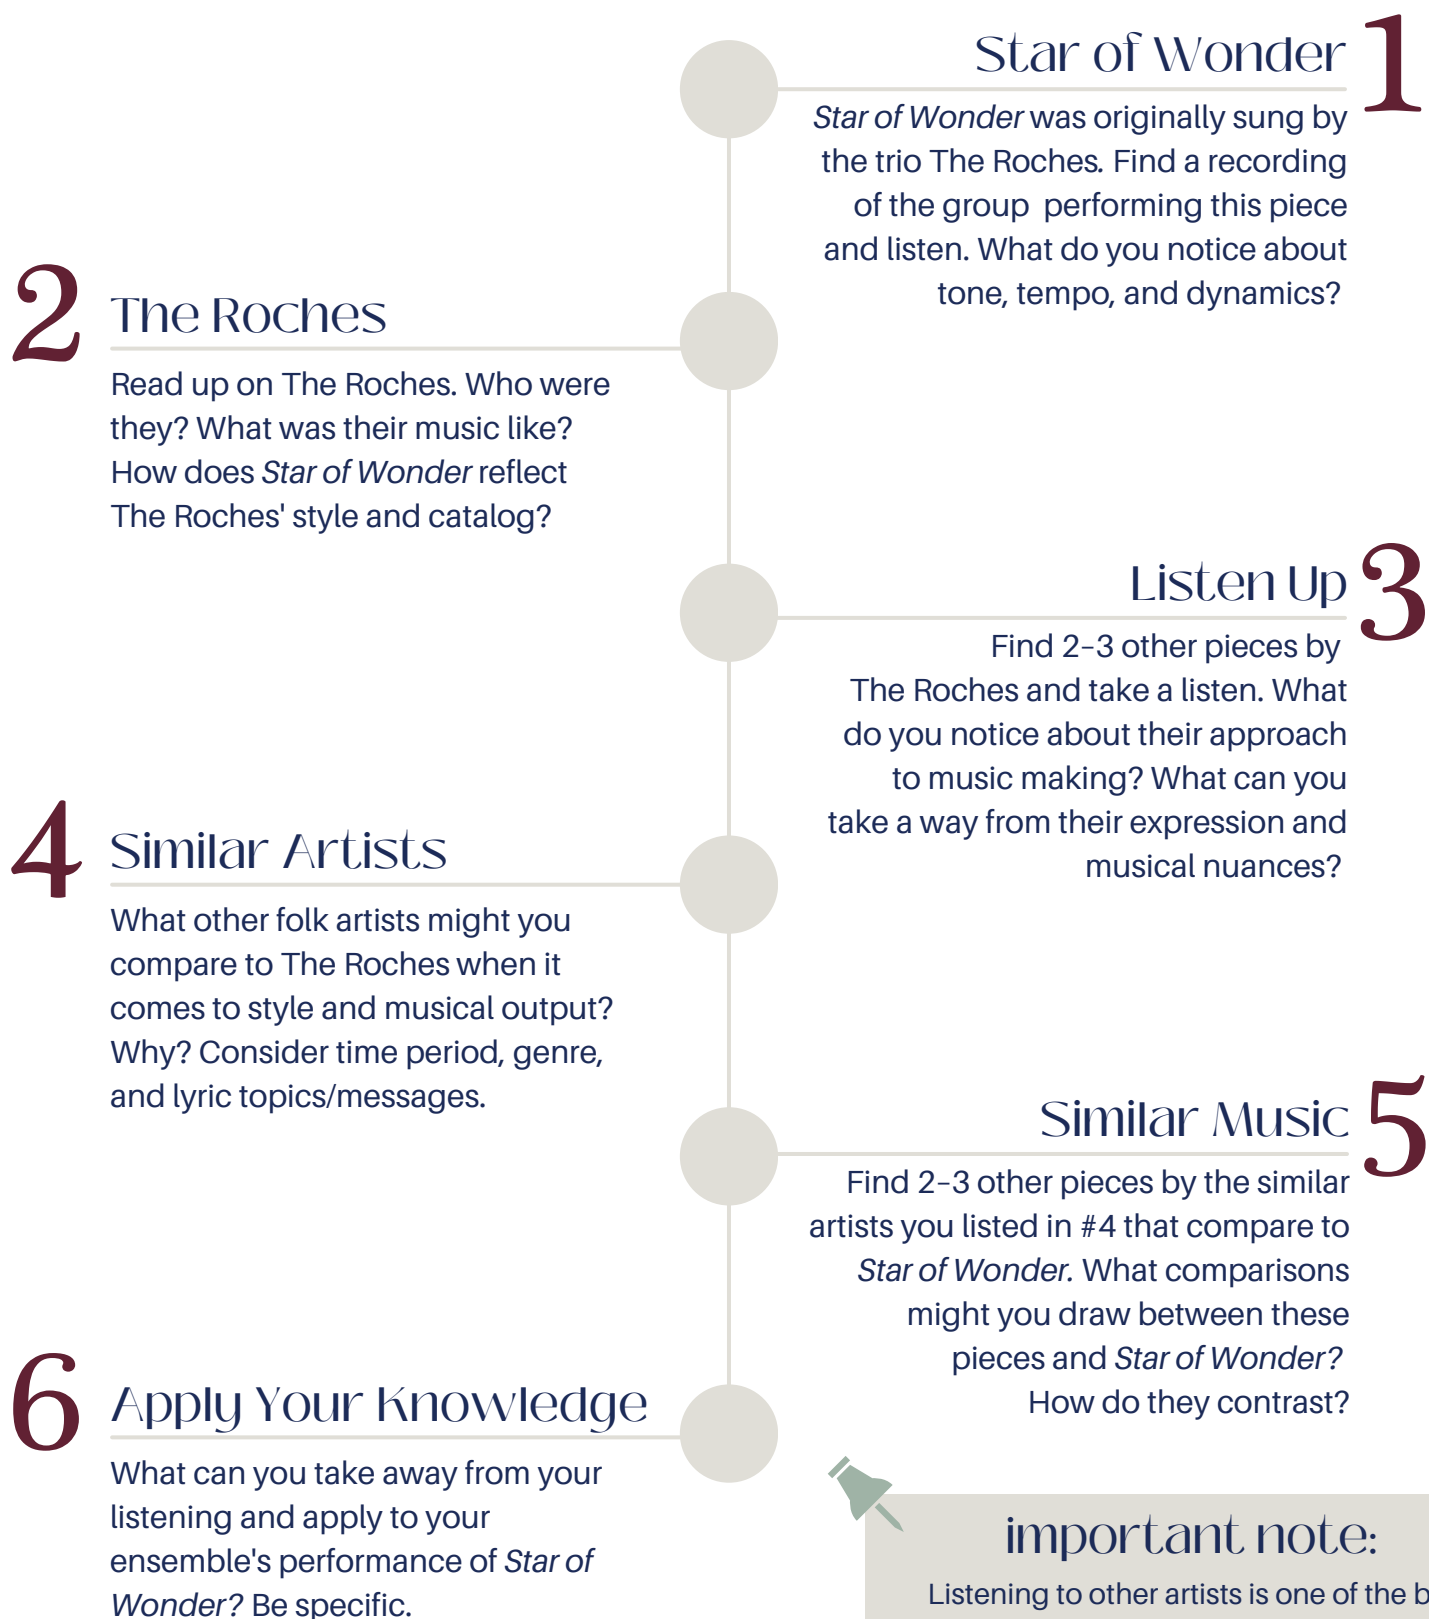 1
Star of Wonder
Star of Wonder was originally sung by
the trio The Roches. Find a recording
of the group  performing this piece
and listen. What do you notice about
tone, tempo, and dynamics?
2
The Roches
Read up on The Roches. Who were
they? What was their music like?
How does Star of Wonder reflect
The Roches' style and catalog?
3
Listen Up
Find 2–3 other pieces by
The Roches and take a listen. What
do you notice about their approach
to music making? What can you
take a way from their expression and
musical nuances?
4
Similar Artists
What other folk artists might you
compare to The Roches when it
comes to style and musical output?
Why? Consider time period, genre,
and lyric topics/messages.
5
Similar Music
Find 2–3 other pieces by the similar
artists you listed in #4 that compare to
Star of Wonder. What comparisons
might you draw between these
pieces and Star of Wonder?
How do they contrast?
6
Apply Your Knowledge
What can you take away from your
listening and apply to your
ensemble's performance of Star of
Wonder? Be specific.
important note:
Listening to other artists is one of the